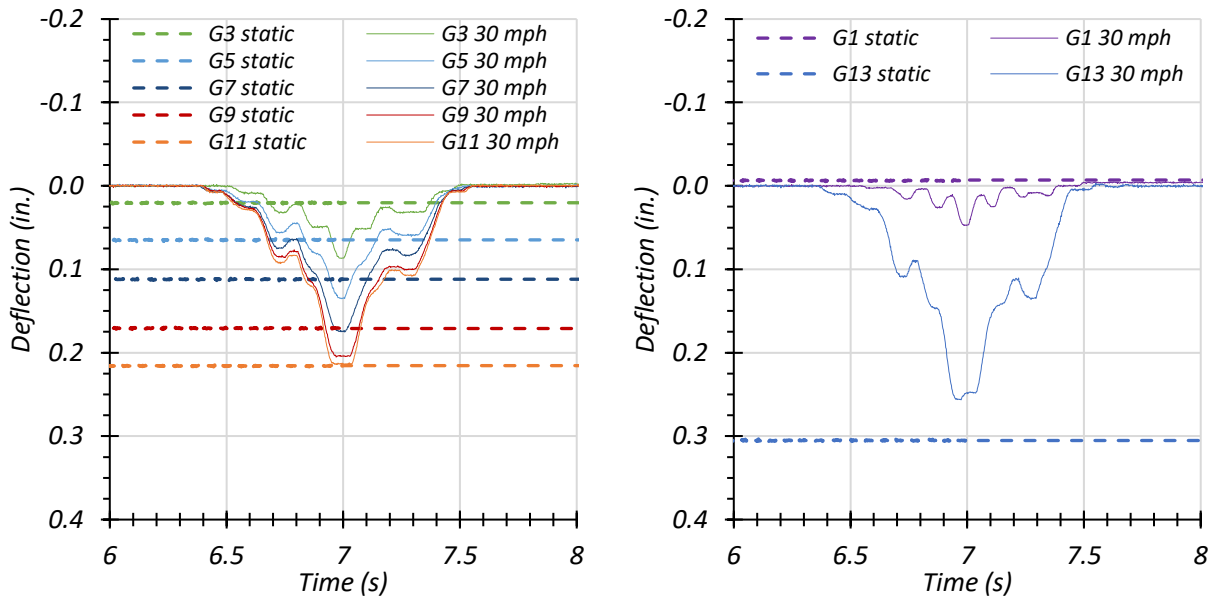 -0.2
-0.1
0.0
0.1
0.2
0.3
0.4
Deflection (in.)
G3 static
G3 30 mph
G5 static
G5 30 mph
G7 static
G7 30 mph
G9 static
G9 30 mph
G11 static
G11 30 mph
6
6.5
7
7.5
8
Time (s)
-0.2
-0.1
0.0
0.1
0.2
0.3
0.4
Deflection (in.)
G1 static
G1 30 mph
G13 static
G13 30 mph
6
6.5
7
7.5
8
Time (s)